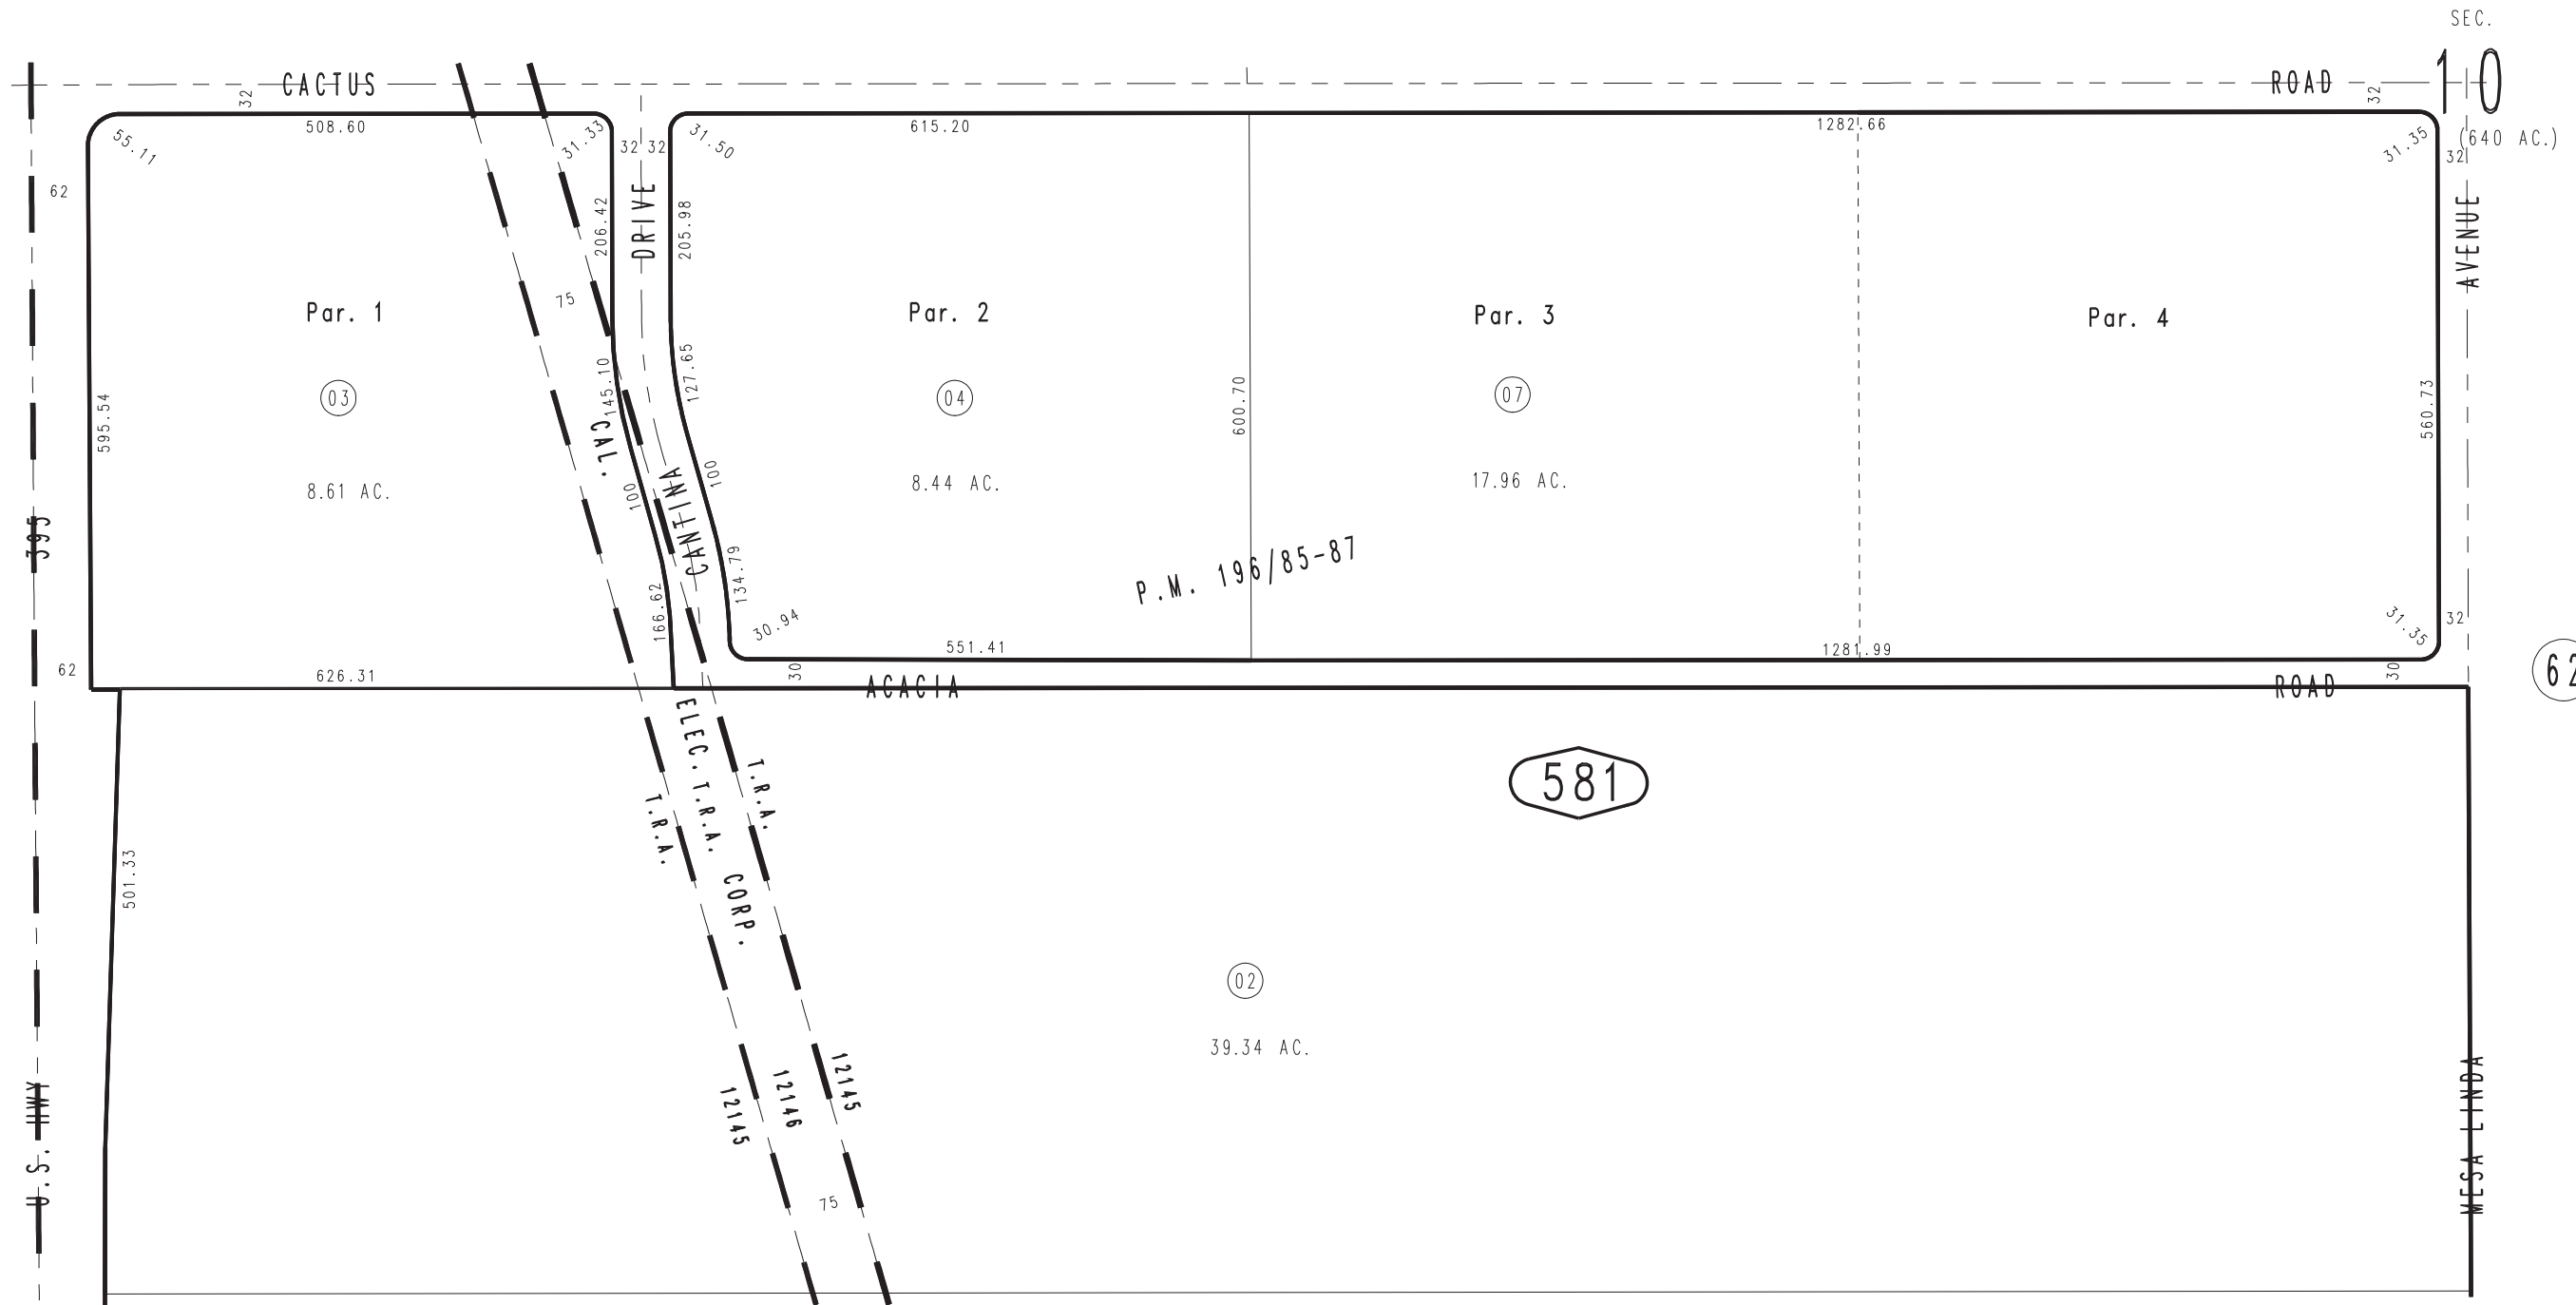 SEC.
10
(640 AC.)
CACTUS
ROAD
32
32
508.60
615.20
1282.66
55.11
31.33
32
32
31.50
31.35
32
62
206.42
DRIVE
205.98
AVENUE
75
Par. 1
Par. 2
Par. 3
Par. 4
145.10
127.65
03
04
07
595.54
600.70
560.73
CAL.
100
100
8.61 AC.
8.44 AC.
17.96 AC.
395
CANTINA
P.M. 196/85-87
134.79
166.62
30.94
31.35
32
62
626.31
551.41
1281.99
30
30
ACACIA
ROAD
62
ELEC.
T.R.A.
T.R.A.
T.R.A.
CORP.
581
501.33
02
39.34 AC.
12145
12146
12145
U.S. HWY
MESA LINDA
75